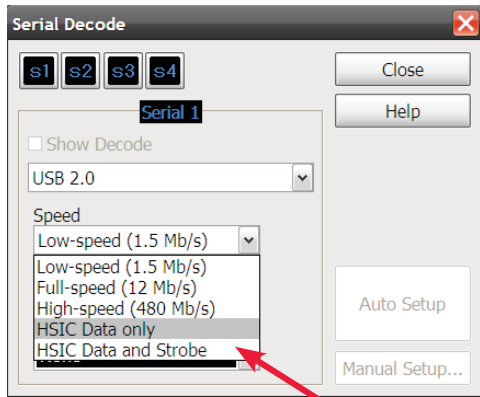 Serial Decode
s1 s2 s3 s4
Close
Serial 1
Help
Show Decode
USB 2.0
Speed
Low-speed (1.5 Mb/s)
Low-speed (1.5 Mb/s)
Full-speed (12 Mb/s)
High-speed (480 Mb/s)
HSIC Data only
HSIC Data and Strobe
Auto Setup
Manual Setup...